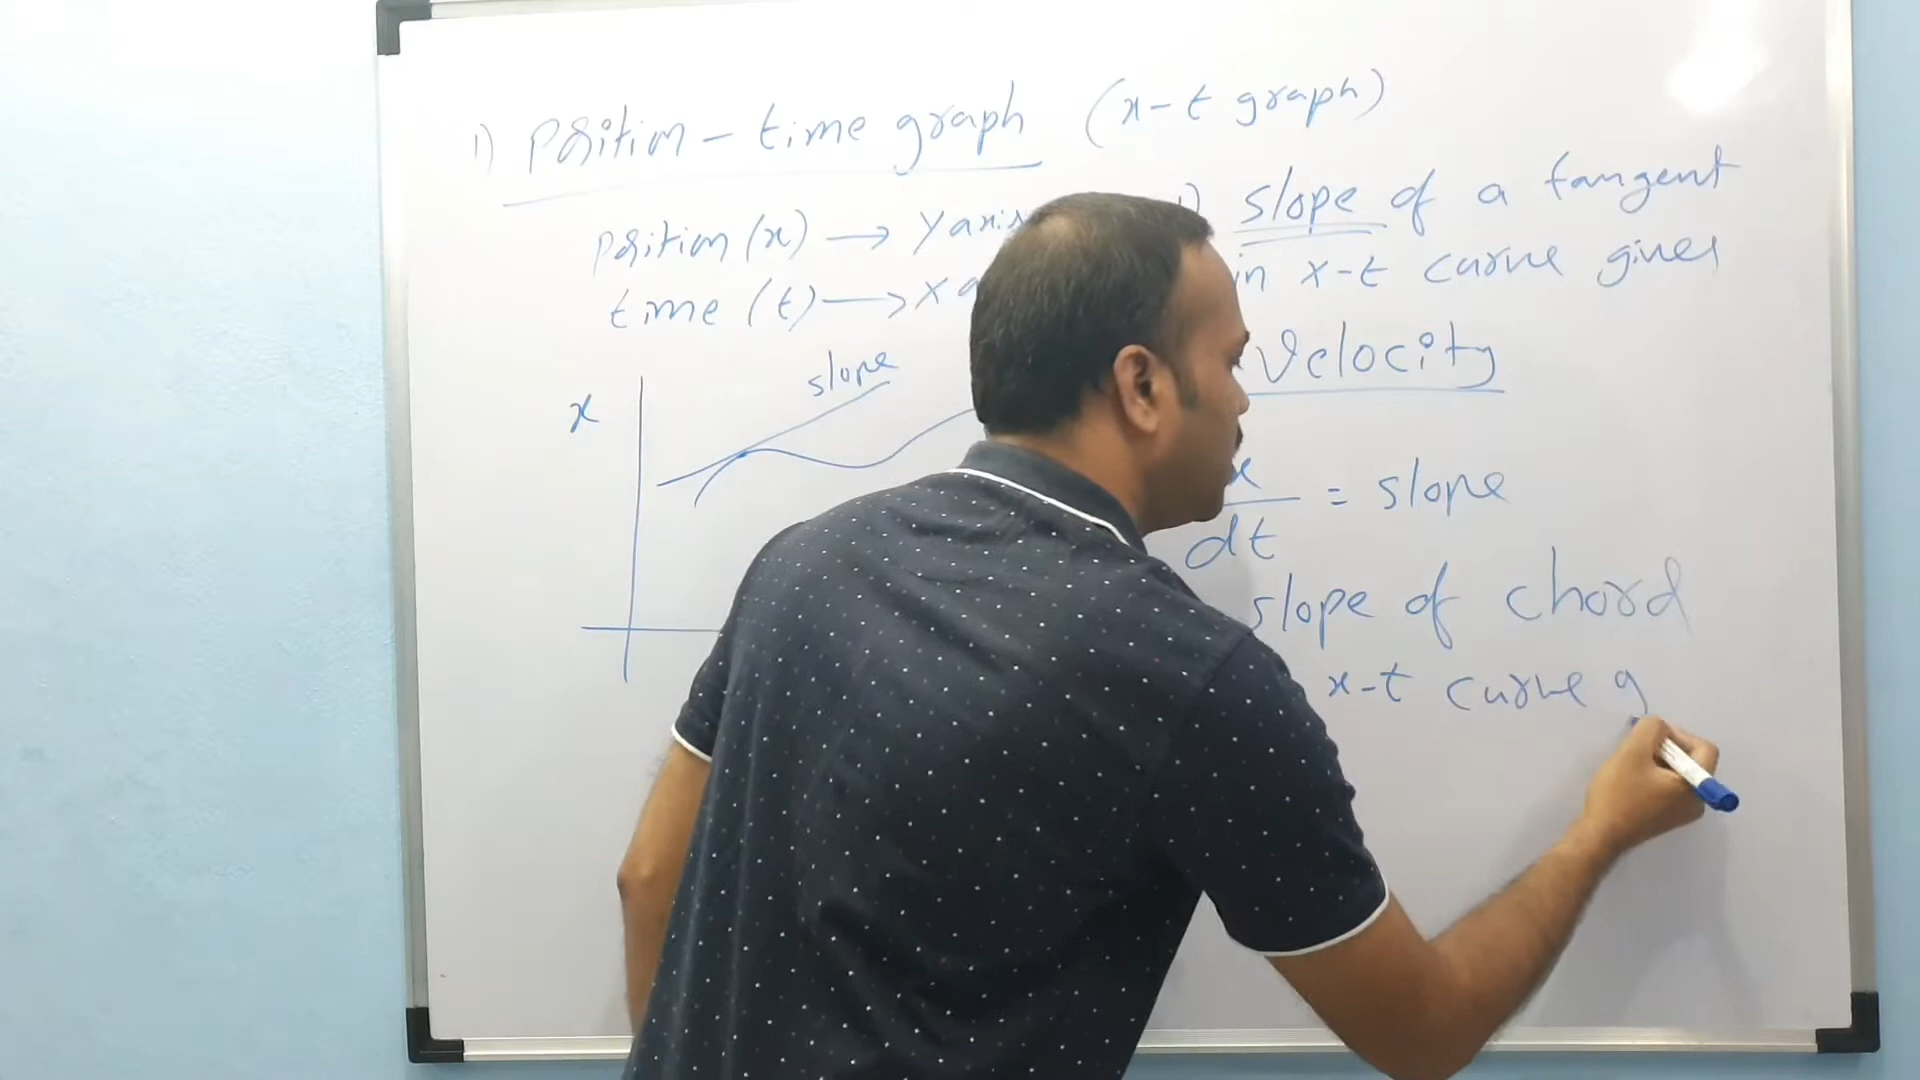 1) Position - time graph (x-t graph)
position (x) → Y axis
time (t) → X
x
slope
1) slope of a tangent
in x-t curve gives
Velocity
x
dt = slope
slope of chord
x-t curve g